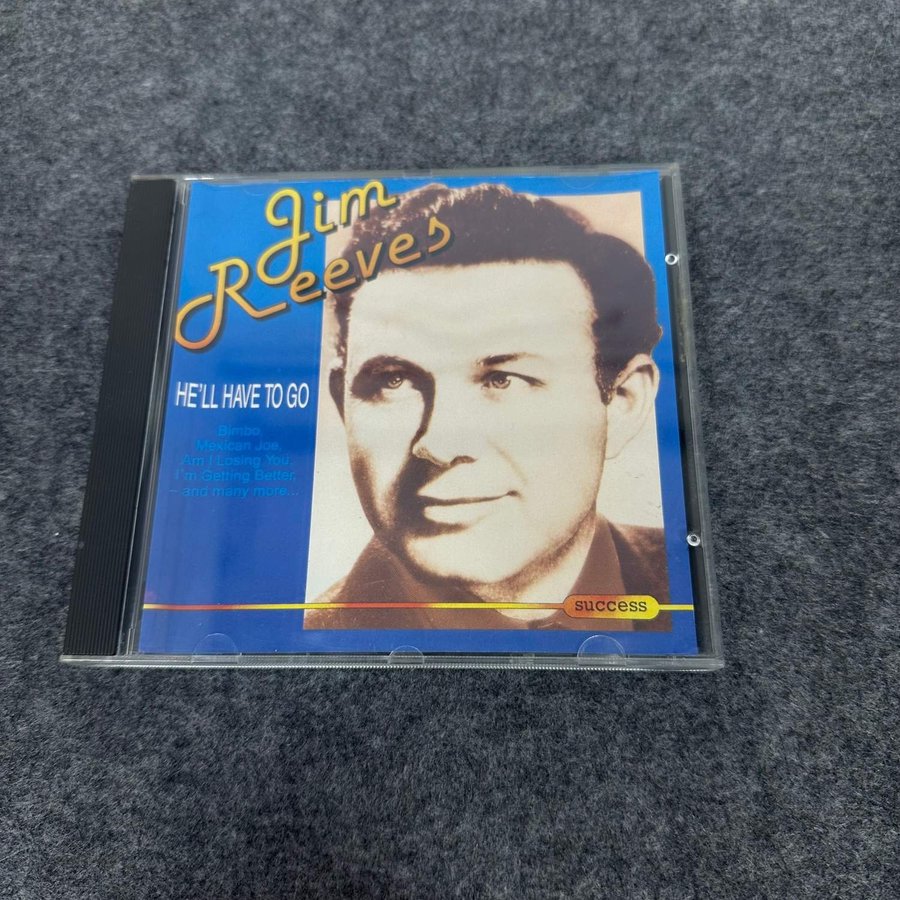 Jim
Reeves
HE'LL HAVE TO GO
Bimbo,
Mexican Joe,
Am I Losing You,
I'm Getting Better,
– and many more...
success